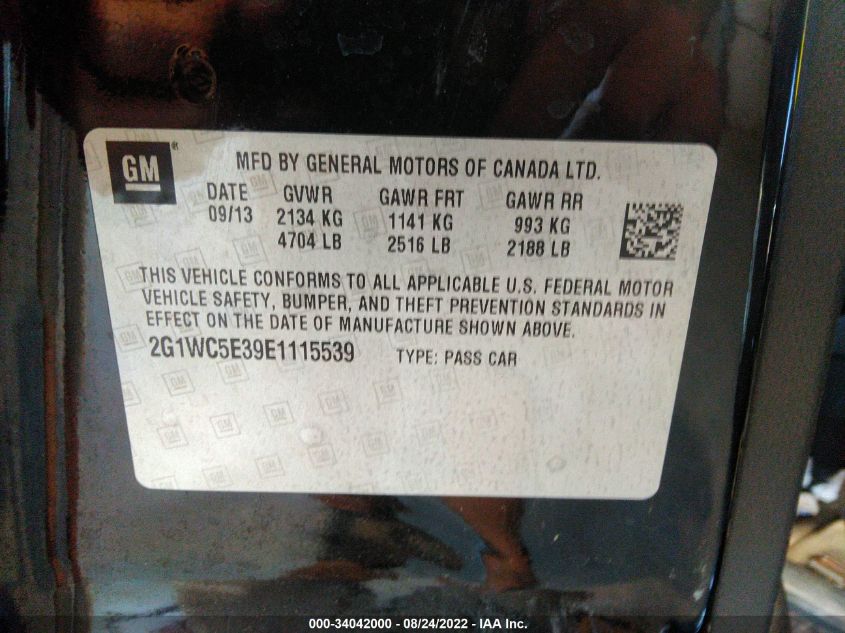 GM ® MFD BY GENERAL MOTORS OF CANADA LTD.
DATE GVWR GAWR FRT GAWR RR
09/13 2134 KG 1141 KG 993 KG
4704 LB 2516 LB 2188 LB
THIS VEHICLE CONFORMS TO ALL APPLICABLE U.S. FEDERAL MOTOR
VEHICLE SAFETY, BUMPER, AND THEFT PREVENTION STANDARDS IN
EFFECT ON THE DATE OF MANUFACTURE SHOWN ABOVE.
2G1WC5E39E1115539 TYPE: PASS CAR
000-34042000 - 08/24/2022 - IAA Inc.